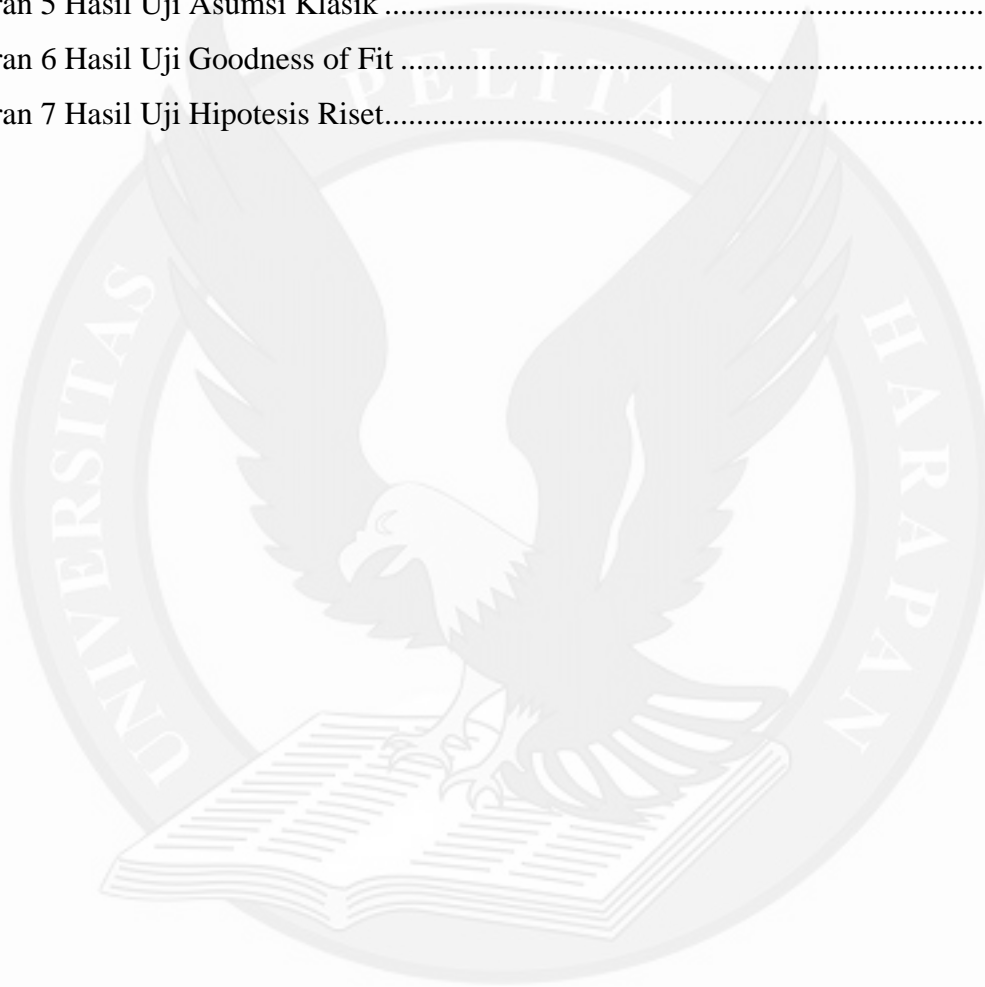 ran 5 Hasil Uji Asumsi Klasik ........................................................................
ran 6 Hasil Uji Goodness of Fit ......................................................................
ran 7 Hasil Uji Hipotesis Riset........................................................................
UNIVERSITAS PELITA HARAPAN